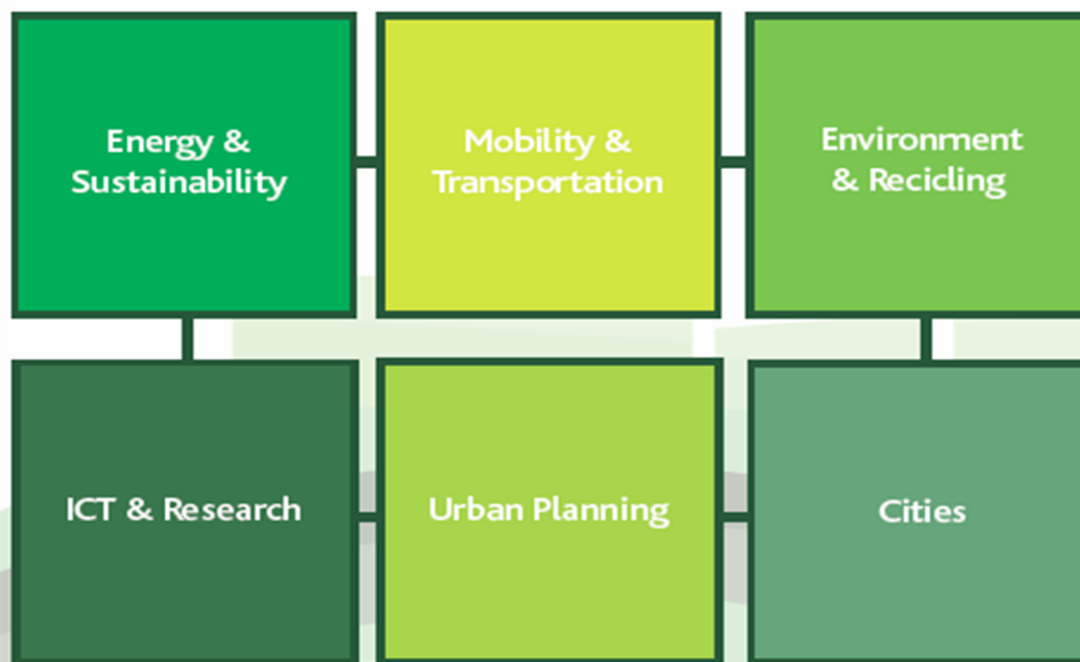 Energy &
Sustainability
Mobility &
Transportation
Environment
& Recicling
ICT & Research
Urban Planning
Cities